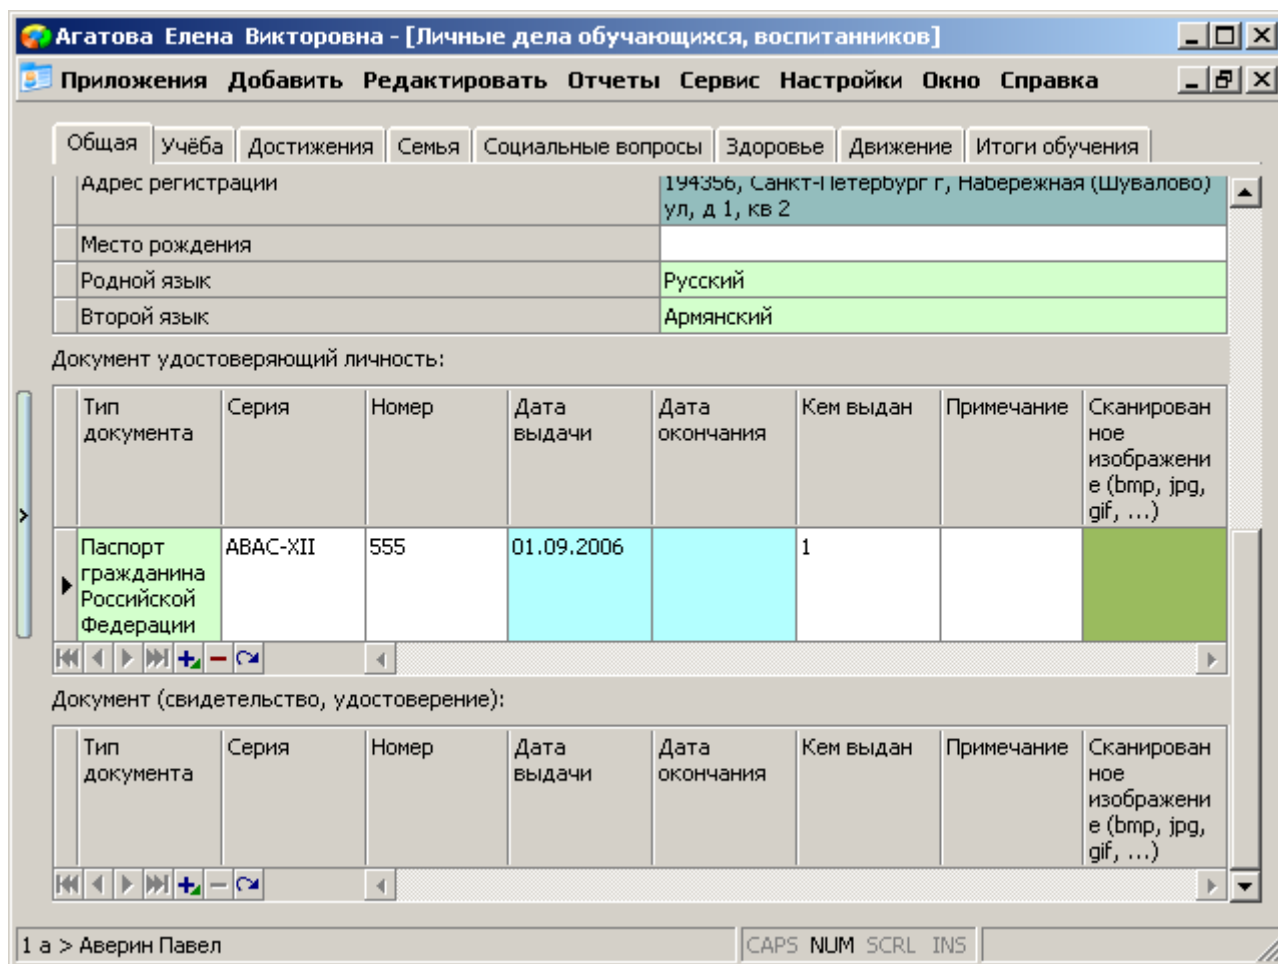 Агатова Елена Викторовна - [Личные дела обучающихся, воспитанников]
Приложения Добавить Редактировать Отчеты Сервис Настройки Окно Справка
Общая Учёба Достижения Семья Социальные вопросы Здоровье Движение Итоги обучения
Адрес регистрации
194356, Санкт-Петербург г, Набережная (Шувалово)
ул, д 1, кв 2
Место рождения
Родной язык Русский
Второй язык Армянский
Документ удостоверяющий личность:
Тип
документа
Серия
Номер
Дата
выдачи
Дата
окончания
Кем выдан
Примечание
Сканирован
ное
изображени
е (bmp, jpg,
gif, ...)
Паспорт
гражданина
Российской
Федерации
АВАС-XII
555
01.09.2006
1
Документ (свидетельство, удостоверение):
Тип
документа
Серия
Номер
Дата
выдачи
Дата
окончания
Кем выдан
Примечание
Сканирован
ное
изображени
е (bmp, jpg,
gif, ...)
1 а > Аверин Павел
CAPS NUM SCRL INS